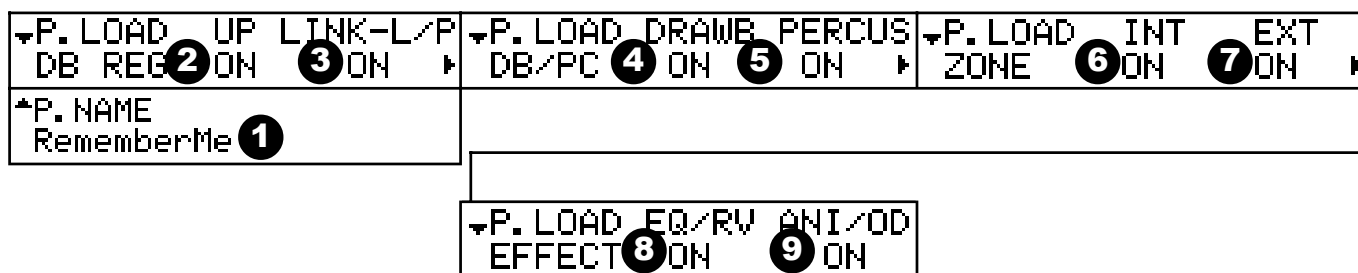 P.LOAD UP LINK-L/P
DB REG 2 ON 3 ON
P.LOAD DRAWB PERCUS
DB/PC 4 ON 5 ON
P.LOAD INT EXT
ZONE 6 ON 7 ON
P.NAME
RememberMe 1
P.LOAD EQ/RV ANI/OD
EFFECT 8 ON 9 ON